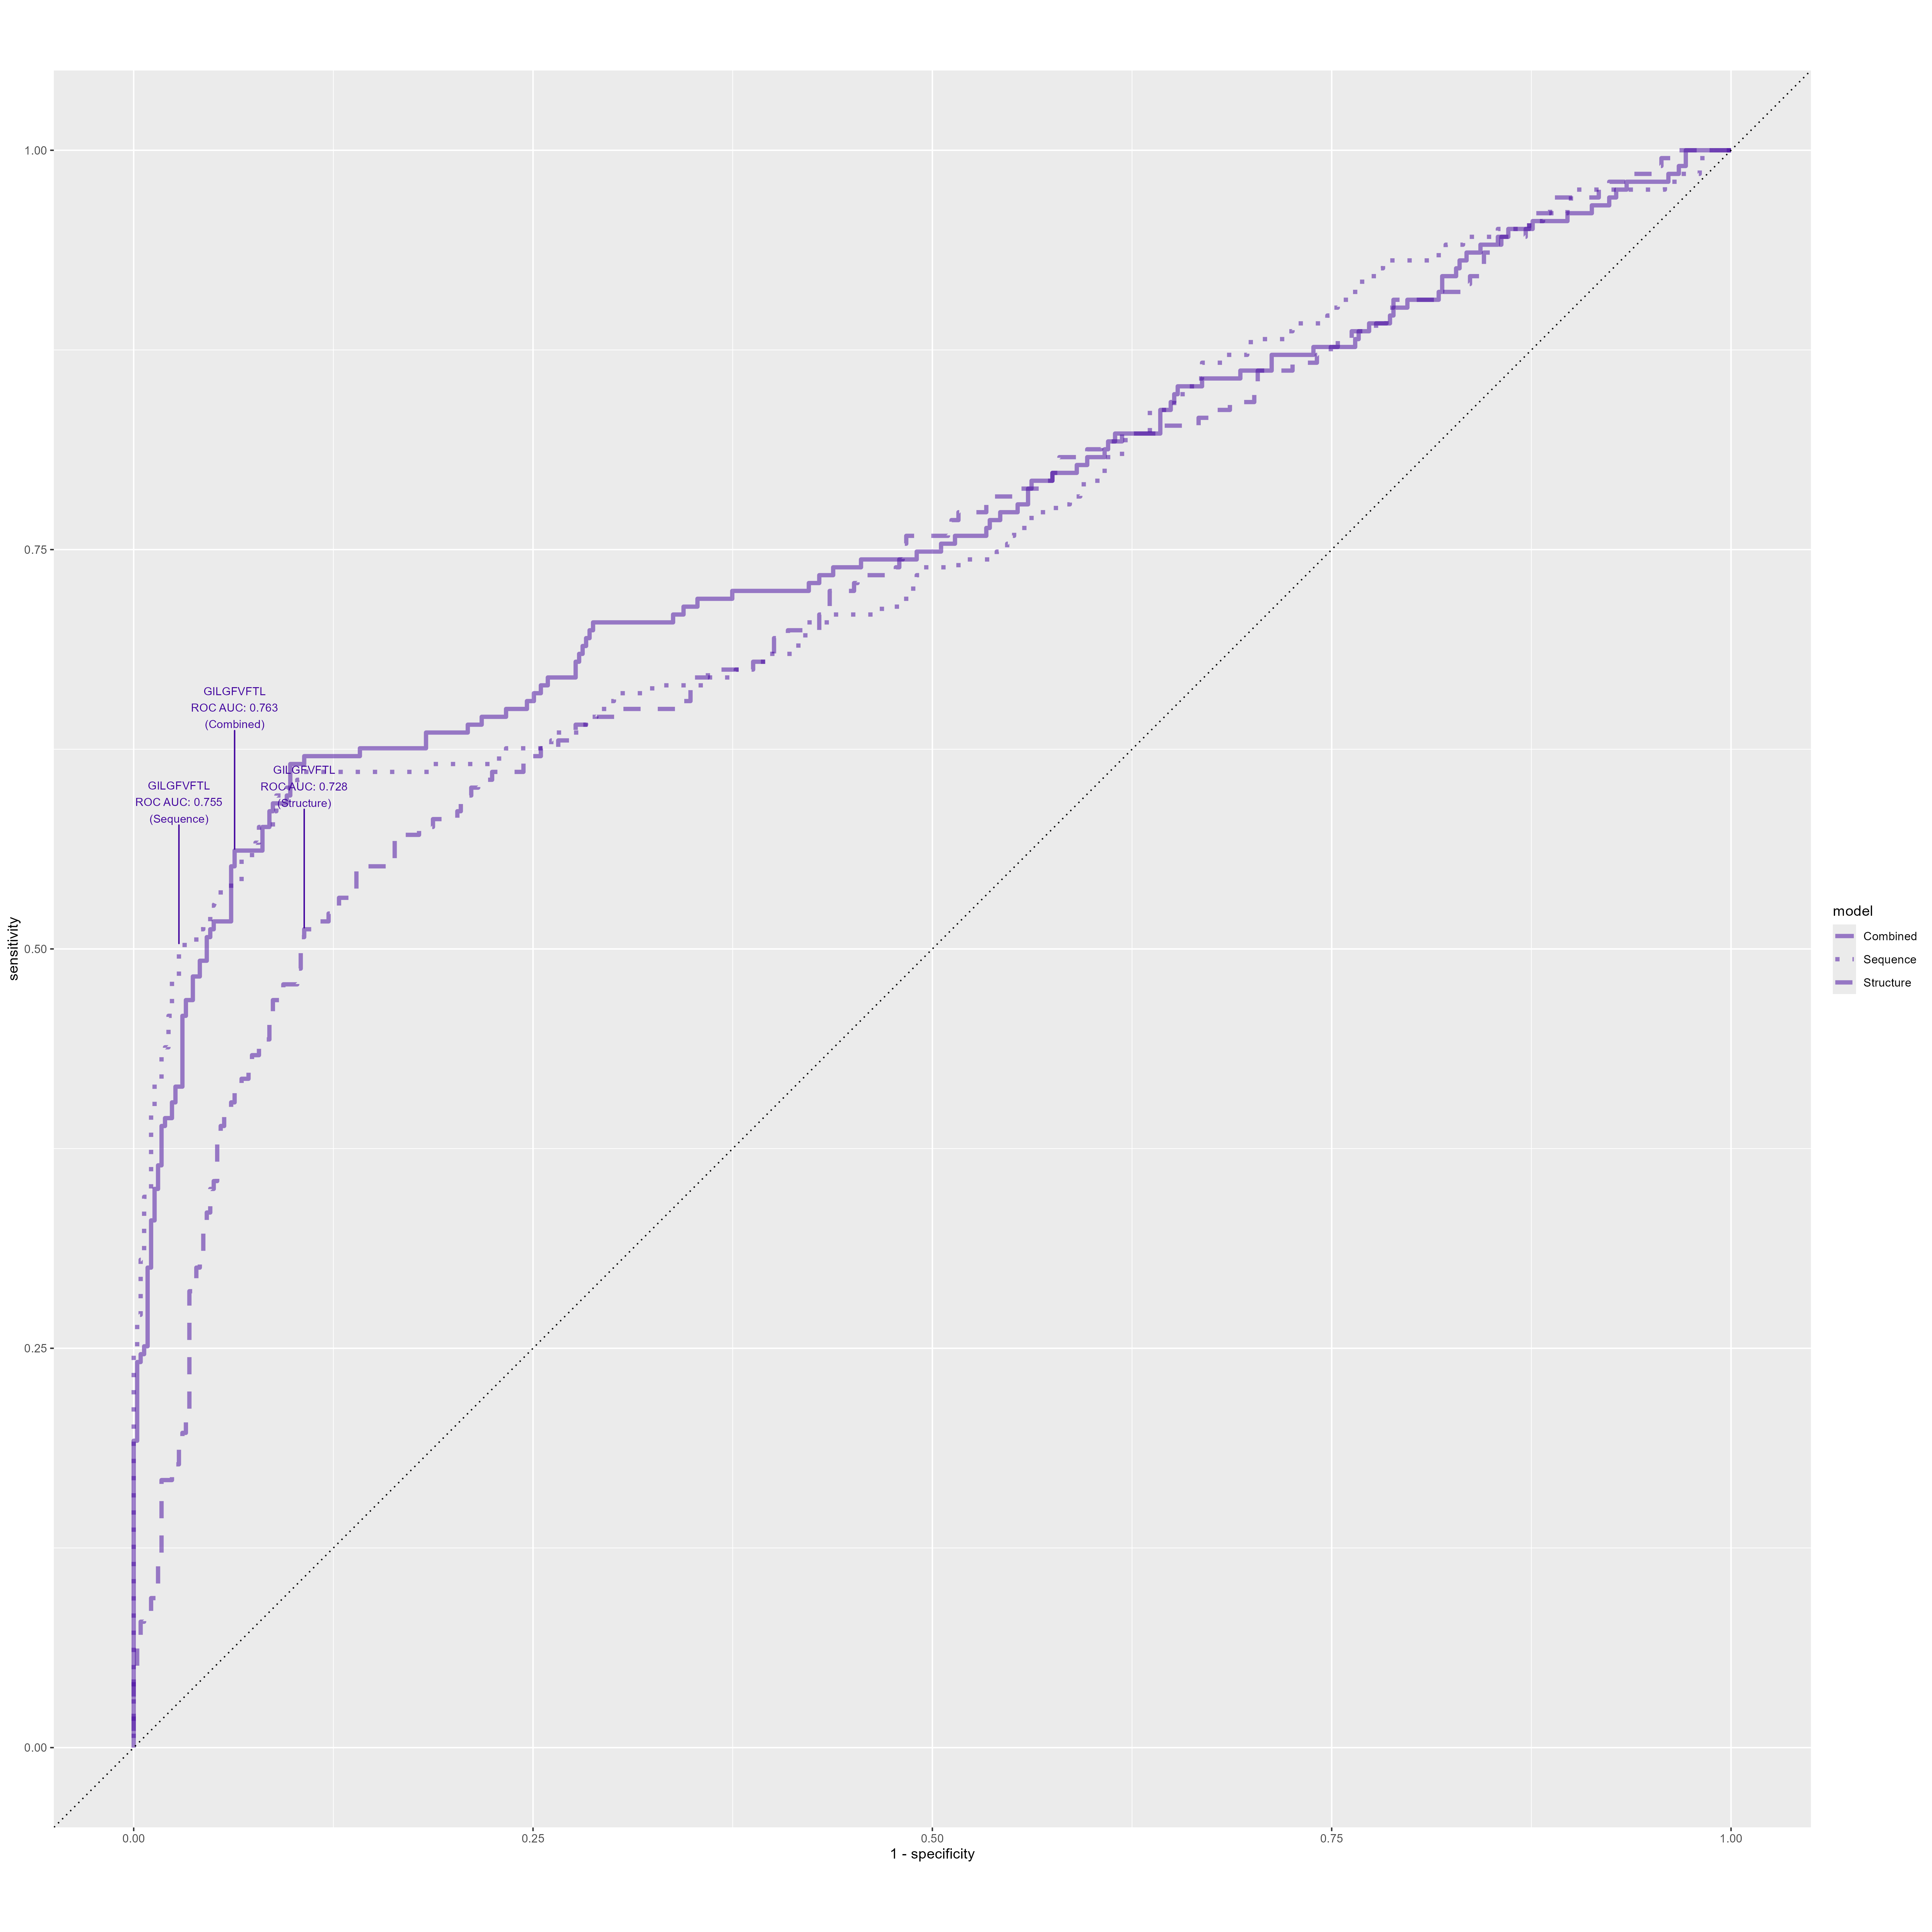 1.00
0.75
0.50
0.25
0.00
sensitivity
GILGFVFTL
ROC AUC: 0.763
(Combined)
GILGFVFTL
ROC AUC: 0.755
(Sequence)
GILGFVFTL
ROC AUC: 0.728
(Structure)
0.00
0.25
0.50
0.75
1.00
1 - specificity
model
Combined
Sequence
Structure